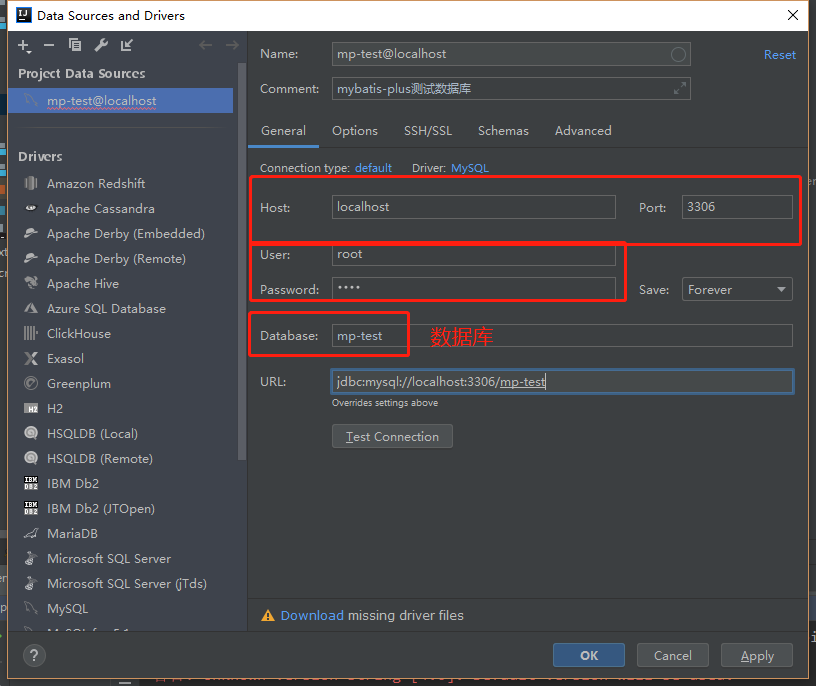 Data Sources and Drivers
Project Data Sources
mp-test@localhost
Drivers
Amazon Redshift
Apache Cassandra
Apache Derby (Embedded)
Apache Derby (Remote)
Apache Hive
Azure SQL Database
ClickHouse
Exasol
Greenplum
H2
HSQLDB (Local)
HSQLDB (Remote)
IBM Db2
IBM Db2 (JTOpen)
MariaDB
Microsoft SQL Server
Microsoft SQL Server (jTds)
MySQL
Name: mp-test@localhost Reset
Comment: mybatis-plus测试数据库
General Options SSH/SSL Schemas Advanced
Connection type: default Driver: MySQL
Host: localhost Port: 3306
User: root
Password: •••• Save: Forever
Database: mp-test 数据库
URL: jdbc:mysql://localhost:3306/mp-test
Overrides settings above
Test Connection
Download missing driver files
? OK Cancel Apply